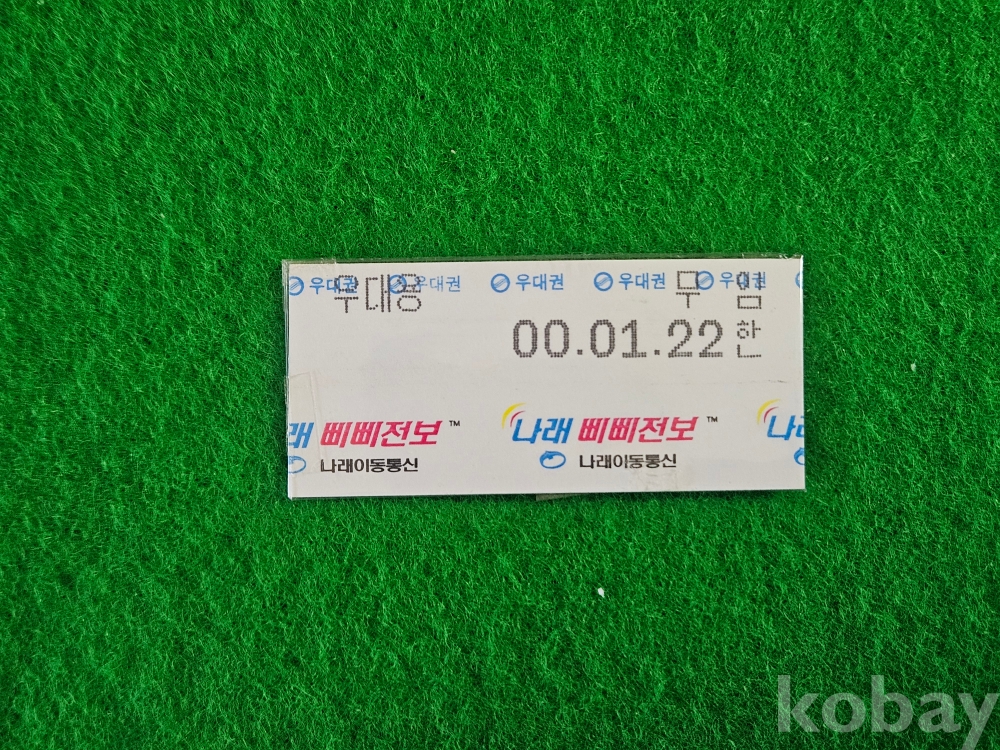 우대권 우대권 우대권 우대권 우대권
우대용 무 임
00.01.22 한
래 삐삐전보™ 나래 삐삐전보™ 나래
나래이동통신 나래이동통신
kobay